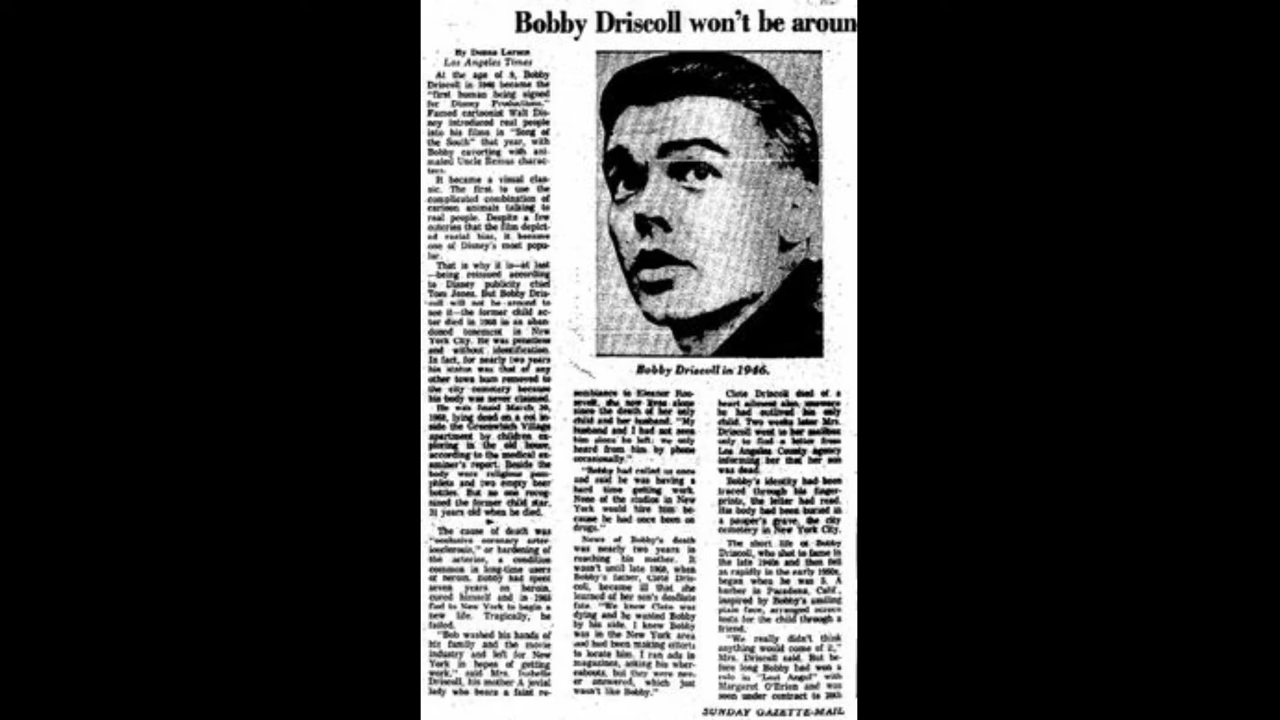 Bobby Driscoll won't be aroun
By Donna Larsen
Los Angeles Times
At the age of 9, Bobby
Driscoll in 1946 became the
"first human being signed
for Disney Productions."
Famed cartoonist Walt Dis-
ney introduced real people
into his films in "Song of
the South" that year, with
Bobby cavorting with ani-
mated Uncle Remus charac-
ters.
It became a visual clas-
sic. The first to use the
complicated combination of
cartoon animals talking to
real people. Despite a few
outcries that the film depict-
ed racial bias, it became
one of Disney's most popu-
lar.
That is why it is—at last
—being reissued according
to Disney publicity chief
Tom Jones. But Bobby Dris-
coll will not be around to
see it—the former child ac-
tor died in 1968 in an aban-
doned tenement in New
York City. He was penniless
and without identification.
In fact, for nearly two years
his status was that of any
other town bum removed to
the city cemetery because
his body was never claimed.
He was found March 30,
1968, lying dead on a cot in-
side the Greenwich Village
apartment by children ex-
ploring in the old house,
according to the medical ex-
aminer's report. Beside the
body were religious pam-
phlets and two empty beer
bottles. But no one recog-
nized the former child star,
31 years old when he died.
The cause of death was
"occlusive coronary arter-
iosclerosis," or hardening of
the arteries, a condition
common in long-time users
of heroin. Bobby had spent
seven years on heroin,
cured himself and in 1965
fled to New York to begin a
new life. Tragically, he
failed.
"Bob washed his hands of
his family and the movie
industry and left for New
York in hopes of getting
work," said Mrs. Isabelle
Driscoll, his mother A jovial
lady who bears a faint re-
Bobby Driscoll in 1946.
semblance to Eleanor Roo-
sevelt, she now lives alone
since the death of her only
child and her husband. "My
husband and I had not seen
him since he left; we only
heard from him by phone
occasionally."
"Bobby had called us once
and said he was having a
hard time getting work.
None of the studios in New
York would hire him be-
cause he had once been on
drugs."
News of Bobby's death
was nearly two years in
reaching his mother. It
wasn't until late 1969, when
Bobby's father, Clete Dris-
coll, became ill that she
learned of her son's
fate. "We knew Clete was
dying and he wanted Bobby
by his side. I knew Bobby
was in the New York area
and had been making efforts
to locate him. I ran ads in
magazines, asking his wher-
eabouts, but they were nev-
er answered, which just
wasn't like Bobby."
Clete Driscoll died of a
heart ailment also, unaware
he had outlived his only
child. Two weeks later Mrs.
Driscoll went to her mailbox
only to find a letter from
Los Angeles County agency
informing her that her son
was dead.
Bobby's identity had been
traced through his finger-
prints, the letter had read.
His body had been buried in
a pauper's grave, the city
cemetery in New York City.
The short life of Bobby
Driscoll, who shot to fame in
the late 1940s and then fell
as rapidly in the early 1950s,
began when he was 5. A
barber in Pasadena, Calif.,
inspired by Bobby's smiling
pixie face, arranged screen
tests for the child through a
friend.
"We really didn't think
anything would come of it,"
Mrs. Driscoll said. But be-
fore long Bobby had won a
role in "Lost Angel" with
Margaret O'Brien and was
soon under contract to 20th
SUNDAY GAZETTE-MAIL